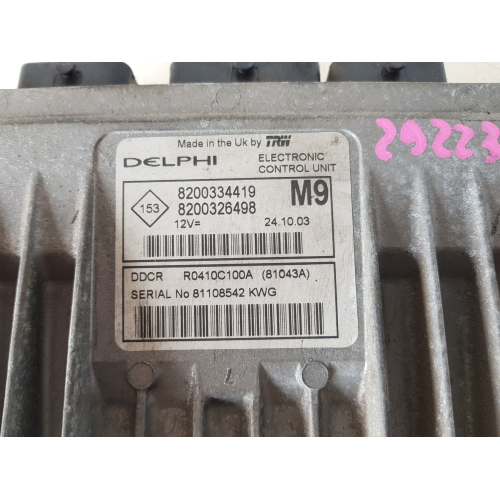 Made in the Uk by TRW
DELPHI ELECTRONIC CONTROL UNIT
153 8200334419 M9
8200326498
12V= 24.10.03
DDCR R0410C100A (81043A)
SERIAL No 81108542 KWG
29223